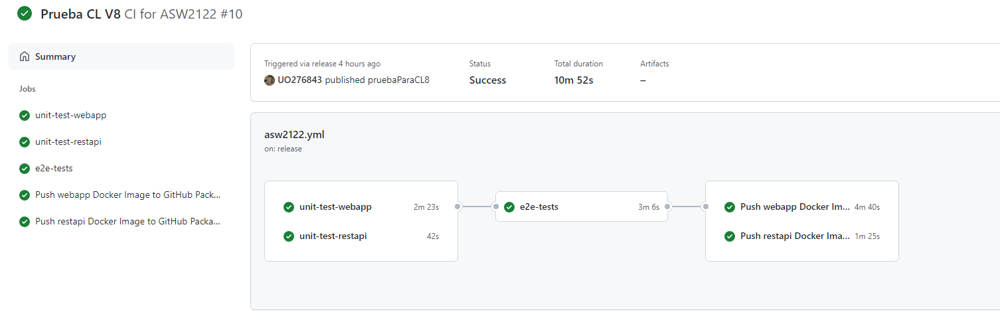 Prueba CL V8 CI for ASW2122 #10
Summary
Jobs
unit-test-webapp
unit-test-restapi
e2e-tests
Push webapp Docker Image to GitHub Pack...
Push restapi Docker Image to GitHub Packa...
Triggered via release 4 hours ago
UO276843 published pruebaParaCL8
Status
Success
Total duration
10m 52s
Artifacts
–
asw2122.yml
on: release
unit-test-webapp 2m 23s
unit-test-restapi 42s
e2e-tests 3m 6s
Push webapp Docker Im... 4m 40s
Push restapi Docker Ima... 1m 25s